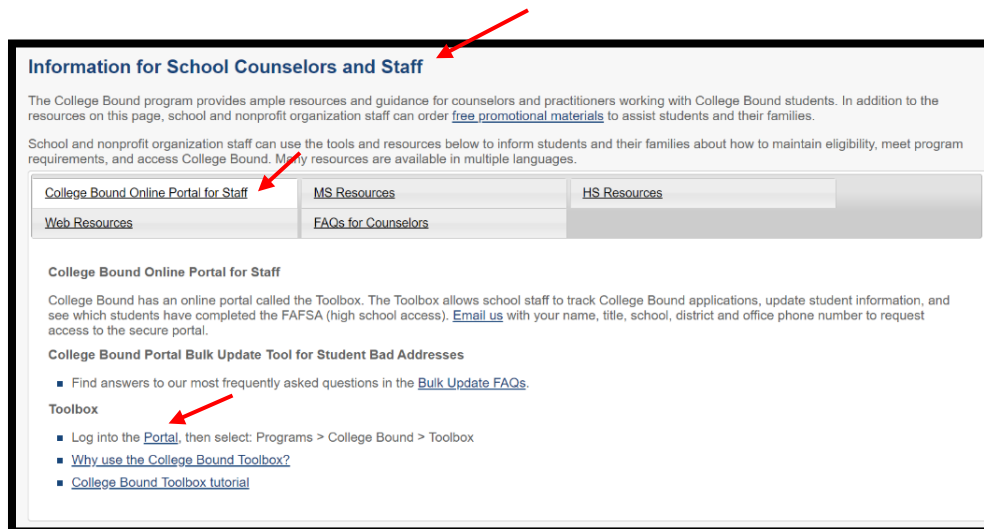 Information for School Counselors and Staff
The College Bound program provides ample resources and guidance for counselors and practitioners working with College Bound students. In addition to the
resources on this page, school and nonprofit organization staff can order free promotional materials to assist students and their families.
School and nonprofit organization staff can use the tools and resources below to inform students and their families about how to maintain eligibility, meet program
requirements, and access College Bound. Many resources are available in multiple languages.
College Bound Online Portal for Staff
MS Resources
HS Resources
Web Resources
FAQs for Counselors
College Bound Online Portal for Staff
College Bound has an online portal called the Toolbox. The Toolbox allows school staff to track College Bound applications, update student information, and
see which students have completed the FAFSA (high school access). Email us with your name, title, school, district and office phone number to request
access to the secure portal.
College Bound Portal Bulk Update Tool for Student Bad Addresses
Find answers to our most frequently asked questions in the Bulk Update FAQs.
Toolbox
Log into the Portal, then select: Programs > College Bound > Toolbox
Why use the College Bound Toolbox?
College Bound Toolbox tutorial